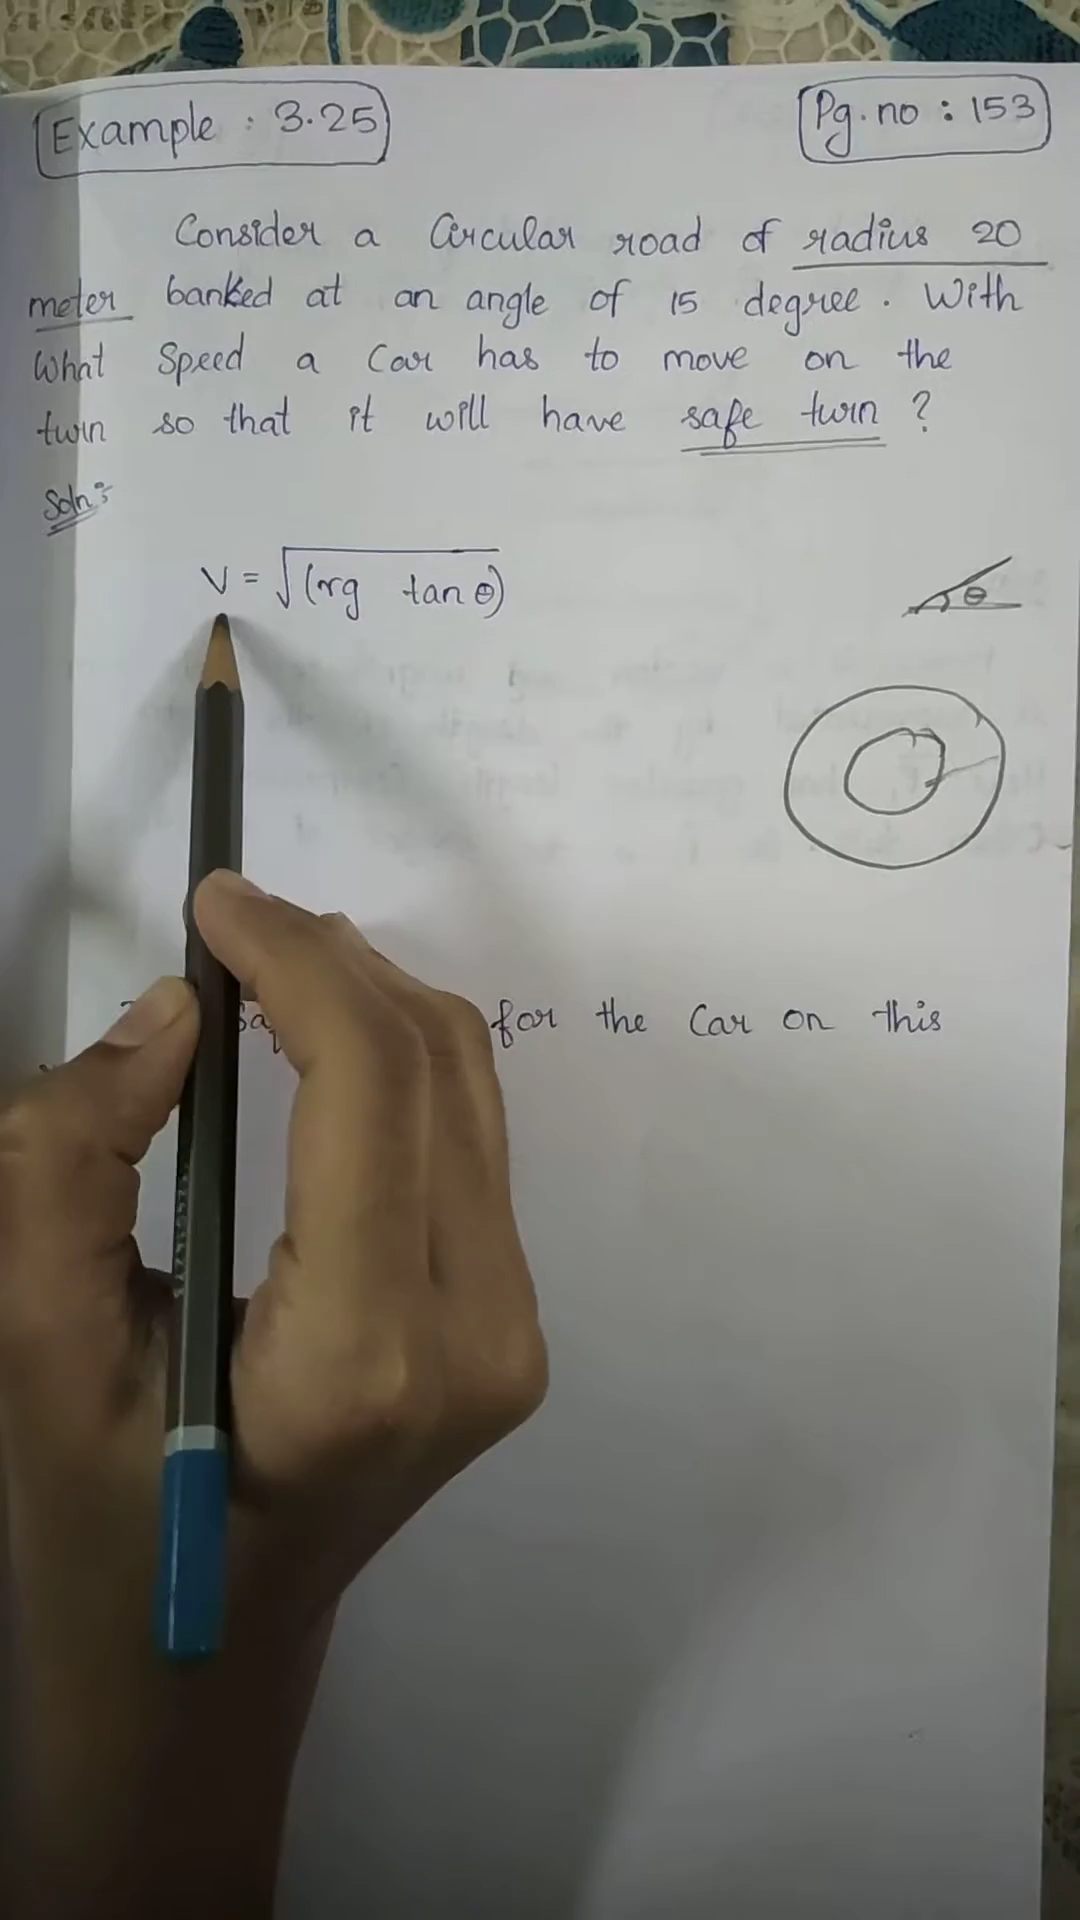 Example : 3.25
Pg. no : 153
Consider a Circular road of radius 20
meter banked at an angle of 15 degree. With
what speed a car has to move on the
turn so that it will have safe turn ?
Soln:
V = √(rg tan θ)
θ
for the Car on this